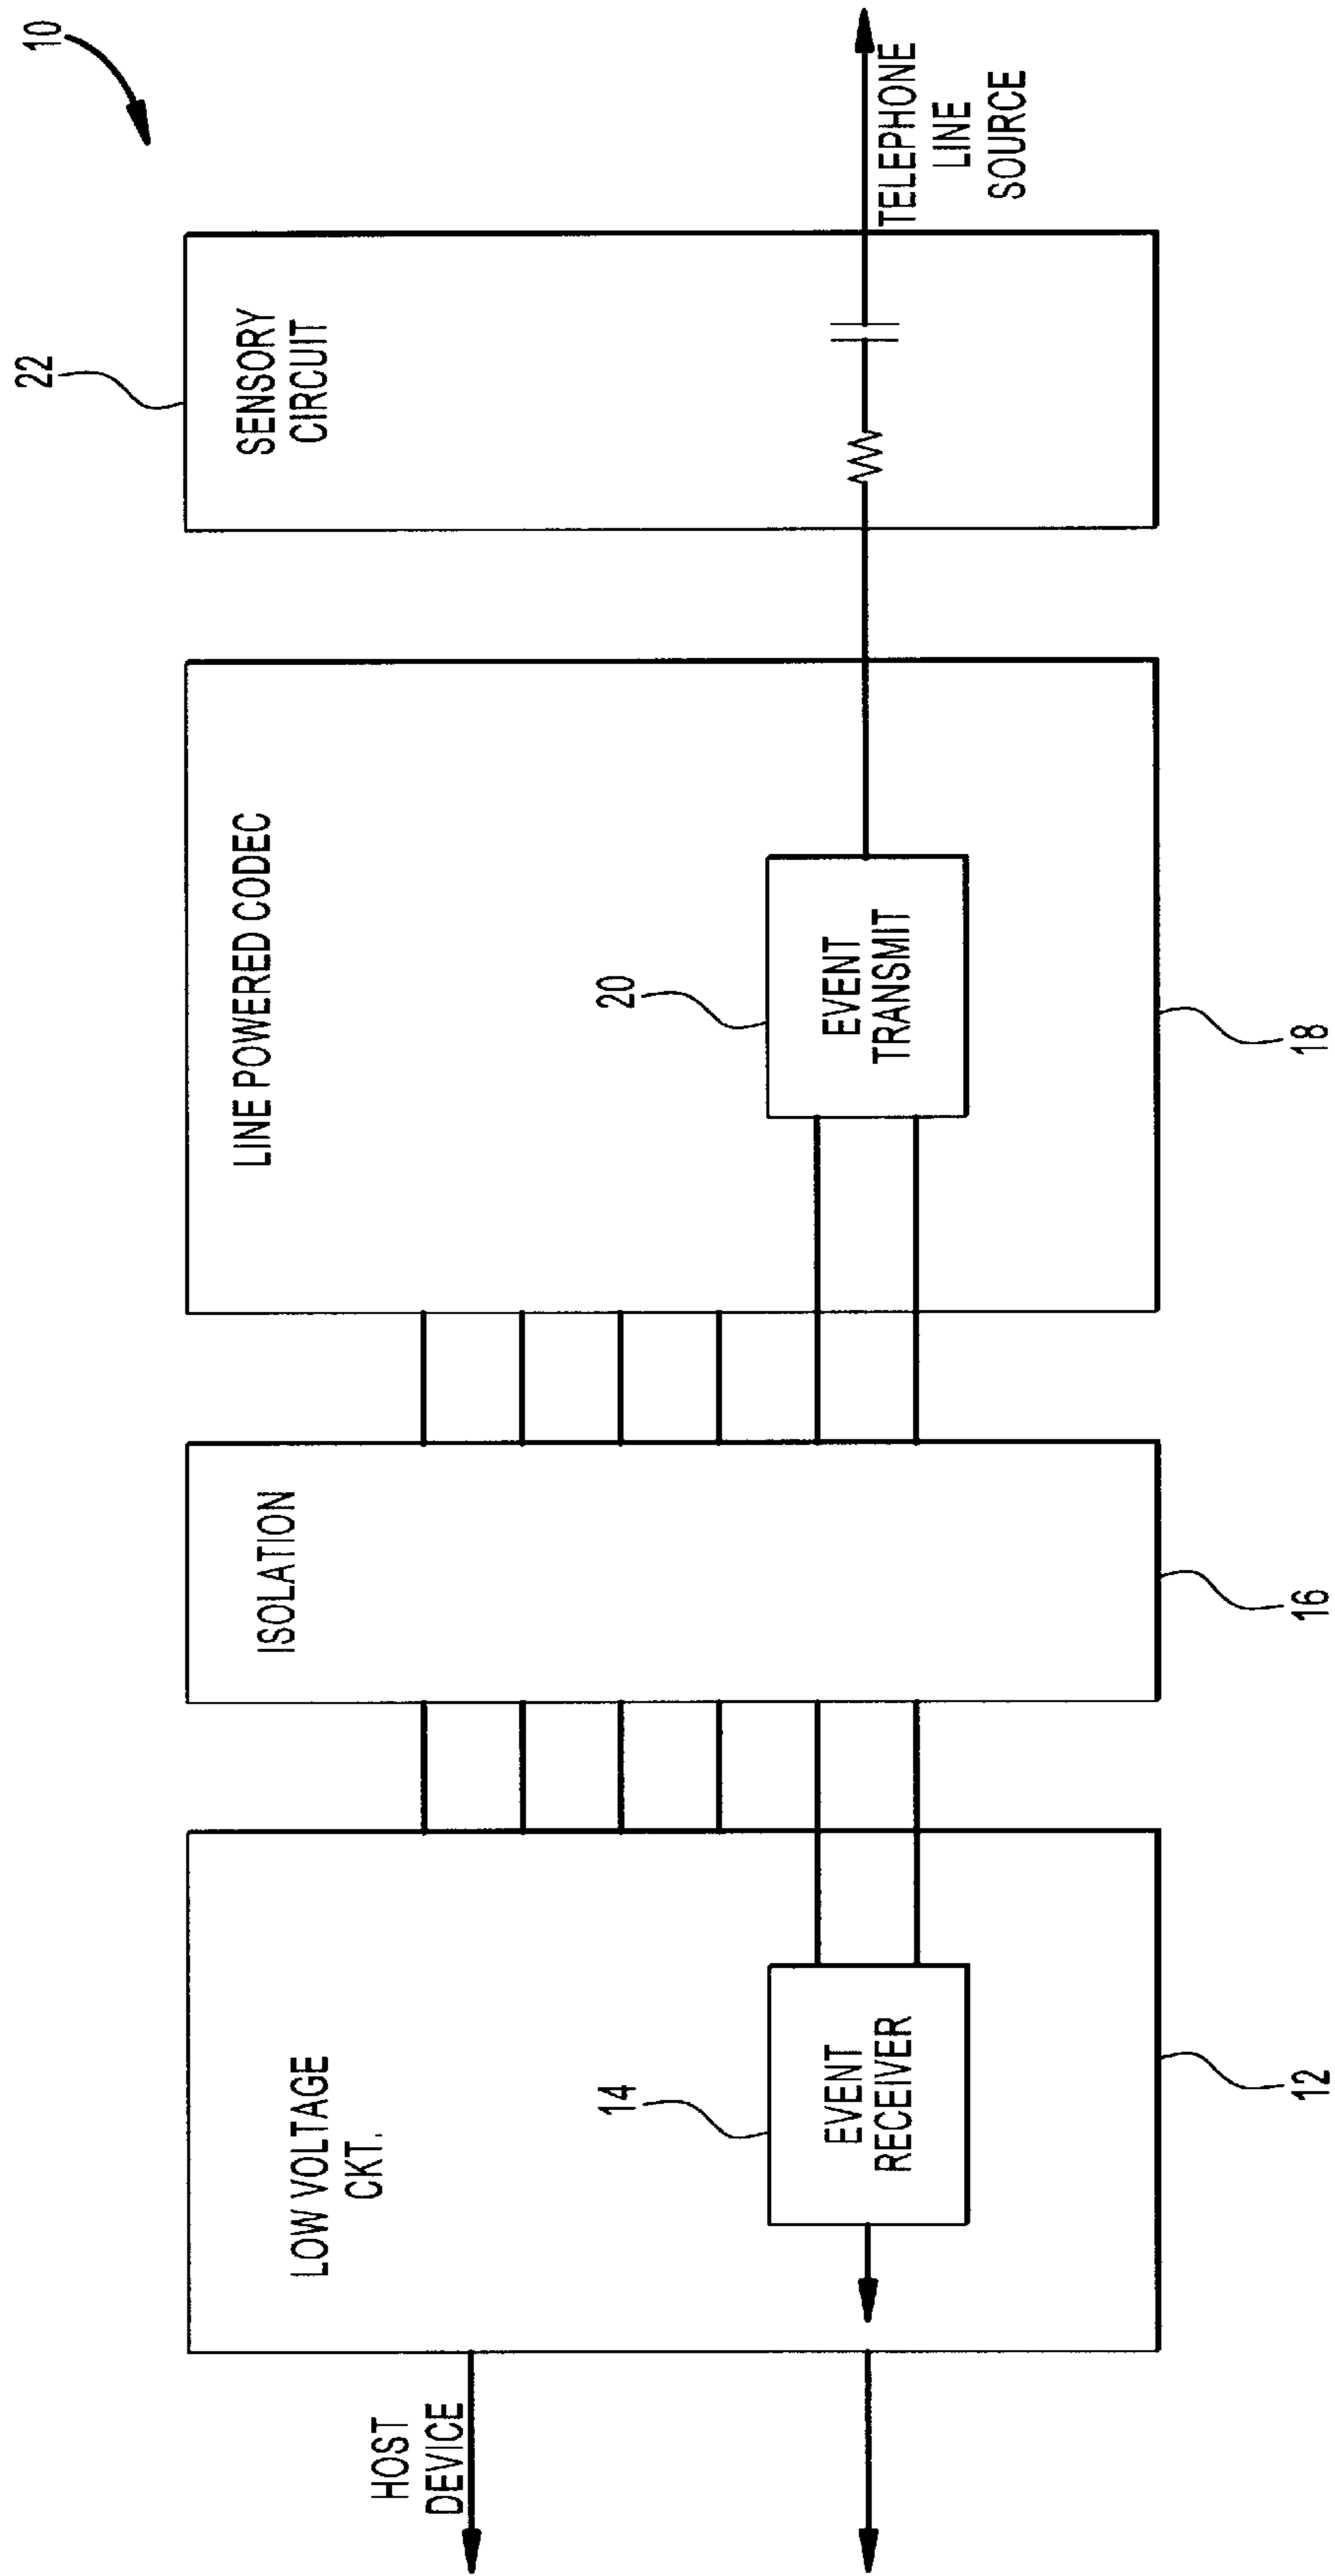 10
22
SENSORY
CIRCUIT
TELEPHONE
LINE
SOURCE
LINE POWERED CODEC
20
EVENT
TRANSMIT
18
ISOLATION
16
LOW VOLTAGE
CKT.
14
EVENT
RECEIVER
12
HOST
DEVICE